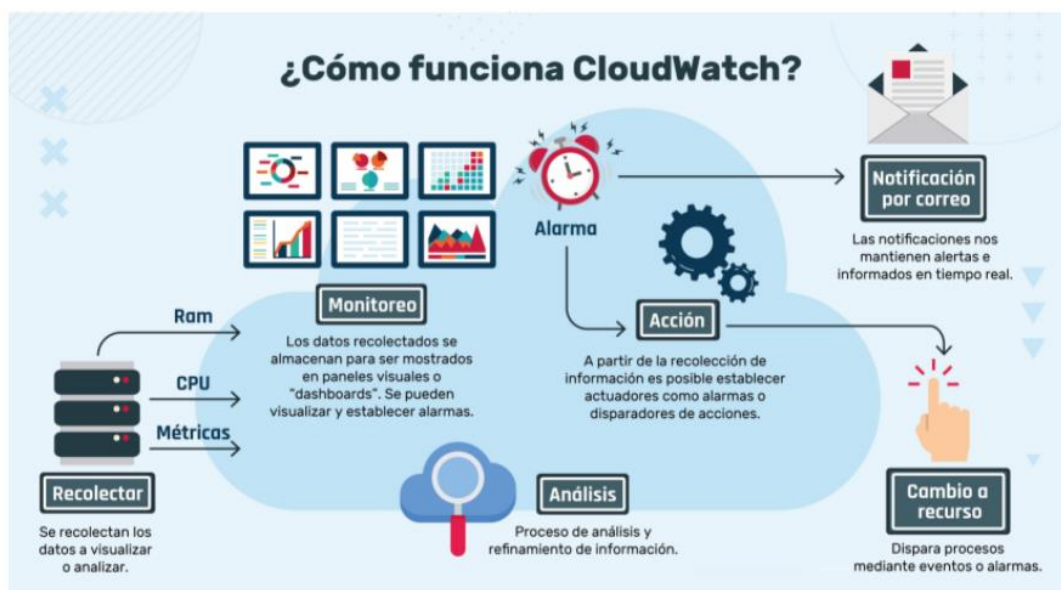 ¿Cómo funciona CloudWatch?
Recolectar
Se recolectan los
datos a visualizar
o analizar.
Ram
CPU
Métricas
Monitoreo
Los datos recolectados se
almacenan para ser mostrados
en paneles visuales o
"dashboards". Se pueden
visualizar y establecer alarmas.
Alarma
Notificación
por correo
Las notificaciones nos
mantienen alertas e
informados en tiempo real.
Acción
A partir de la recolección de
información es posible establecer
actuadores como alarmas o
disparadores de acciones.
Análisis
Proceso de análisis y
refinamiento de información.
Cambio a
recurso
Dispara procesos
mediante eventos o alarmas.